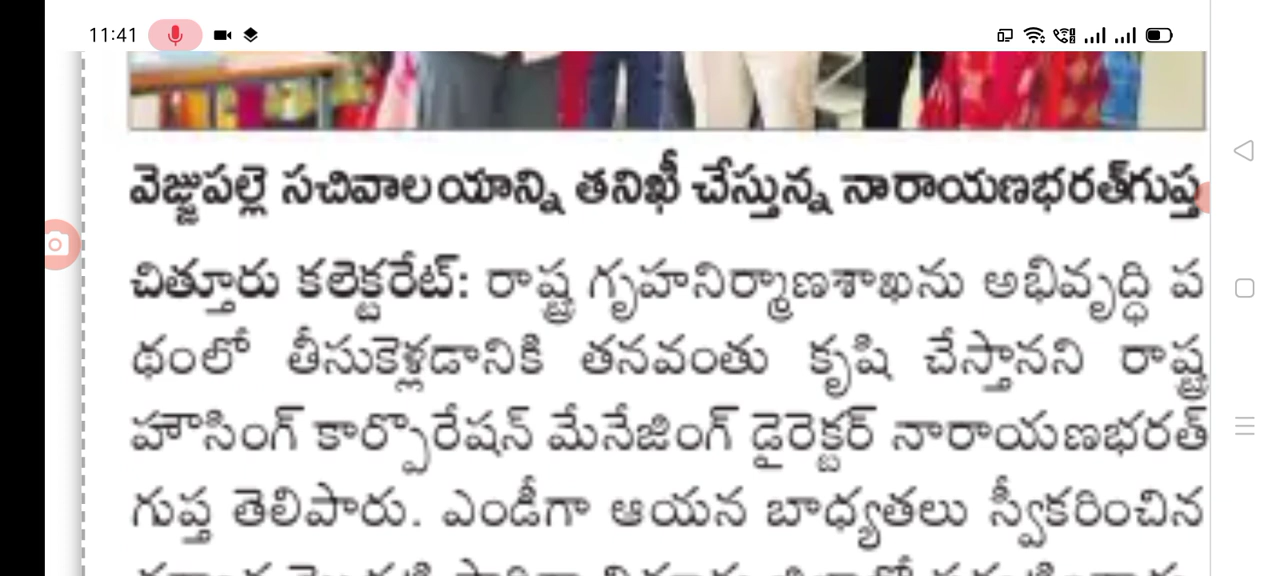 11:41
వెజ్జుపల్లె సచివాలయాన్ని తనిఖీ చేస్తున్న నారాయణభరత్‌గుప్త
చిత్తూరు కలెక్టరేట్: రాష్ట్ర గృహనిర్మాణశాఖను అభివృద్ధి ప
థంలో తీసుకెళ్లడానికి తనవంతు కృషి చేస్తానని రాష్ట్ర
హౌసింగ్ కార్పొరేషన్ మేనేజింగ్ డైరెక్టర్ నారాయణభరత్
గుప్త తెలిపారు. ఎండీగా ఆయన బాధ్యతలు స్వీకరించిన